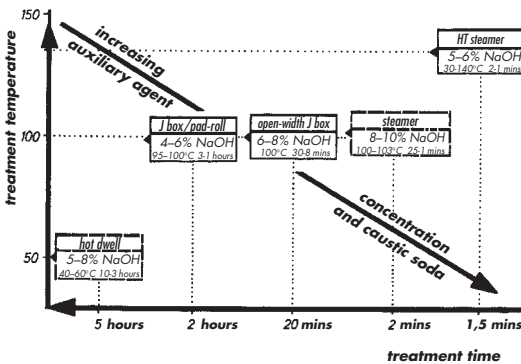 150
HT steamer
5–6% NaOH
30-140°C 2-1 mins
increasing
auxiliary agent
treatment temperature
J box/pad-roll
4–6% NaOH
95–100°C 3-1 hours
open-width J box
6–8% NaOH
100°C 30-8 mins
steamer
8–10% NaOH
100–103°C 25-1 mins
100
concentration
and caustic soda
hot dwell
5–8% NaOH
40–60°C 10-3 hours
50
30
5 hours
2 hours
20 mins
2 mins
1,5 mins
treatment time